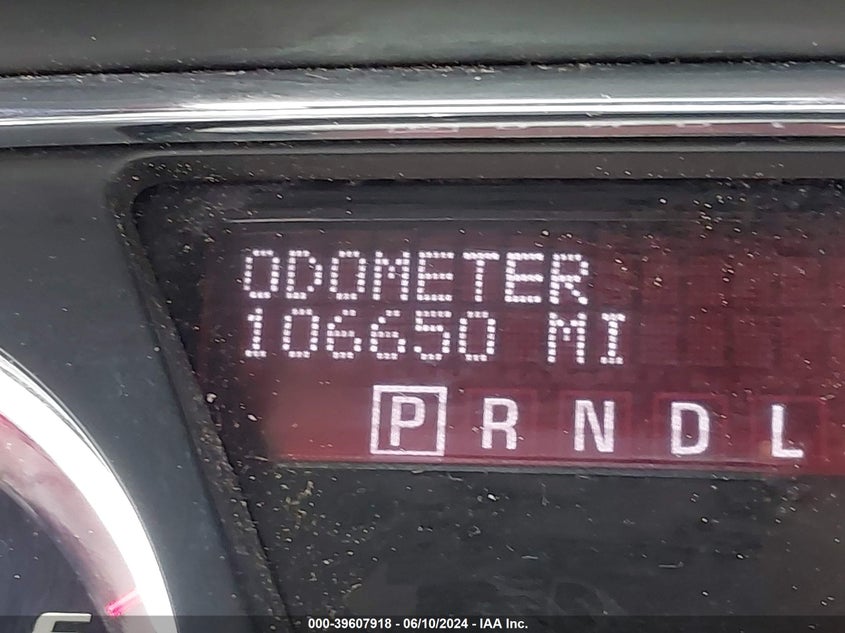 ODOMETER
106650 MI
P R N D L
E
000-39607918 - 06/10/2024 - IAA Inc.